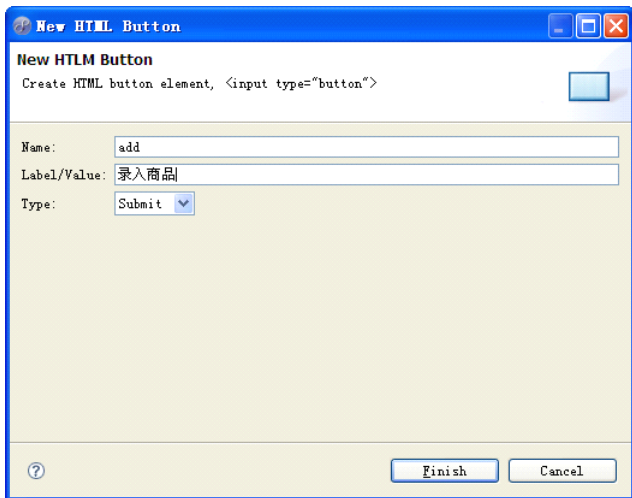 New HTML Button
New HTLM Button
Create HTML button element, <input type="button">
Name: add
Label/Value: 录入商品
Type: Submit
Finish Cancel